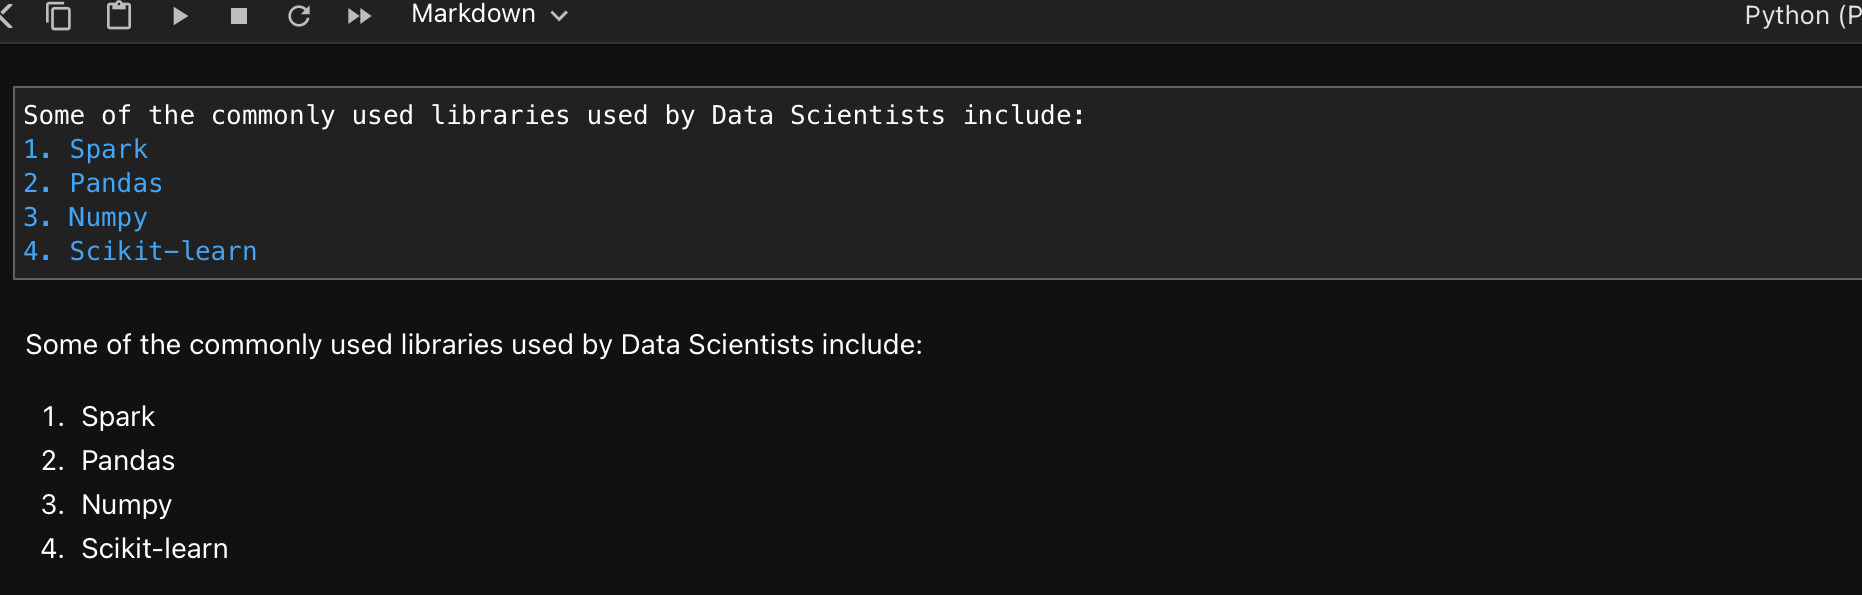 Markdown
Python (P
Some of the commonly used libraries used by Data Scientists include:
1. Spark
2. Pandas
3. Numpy
4. Scikit-learn
Some of the commonly used libraries used by Data Scientists include:
1. Spark
2. Pandas
3. Numpy
4. Scikit-learn